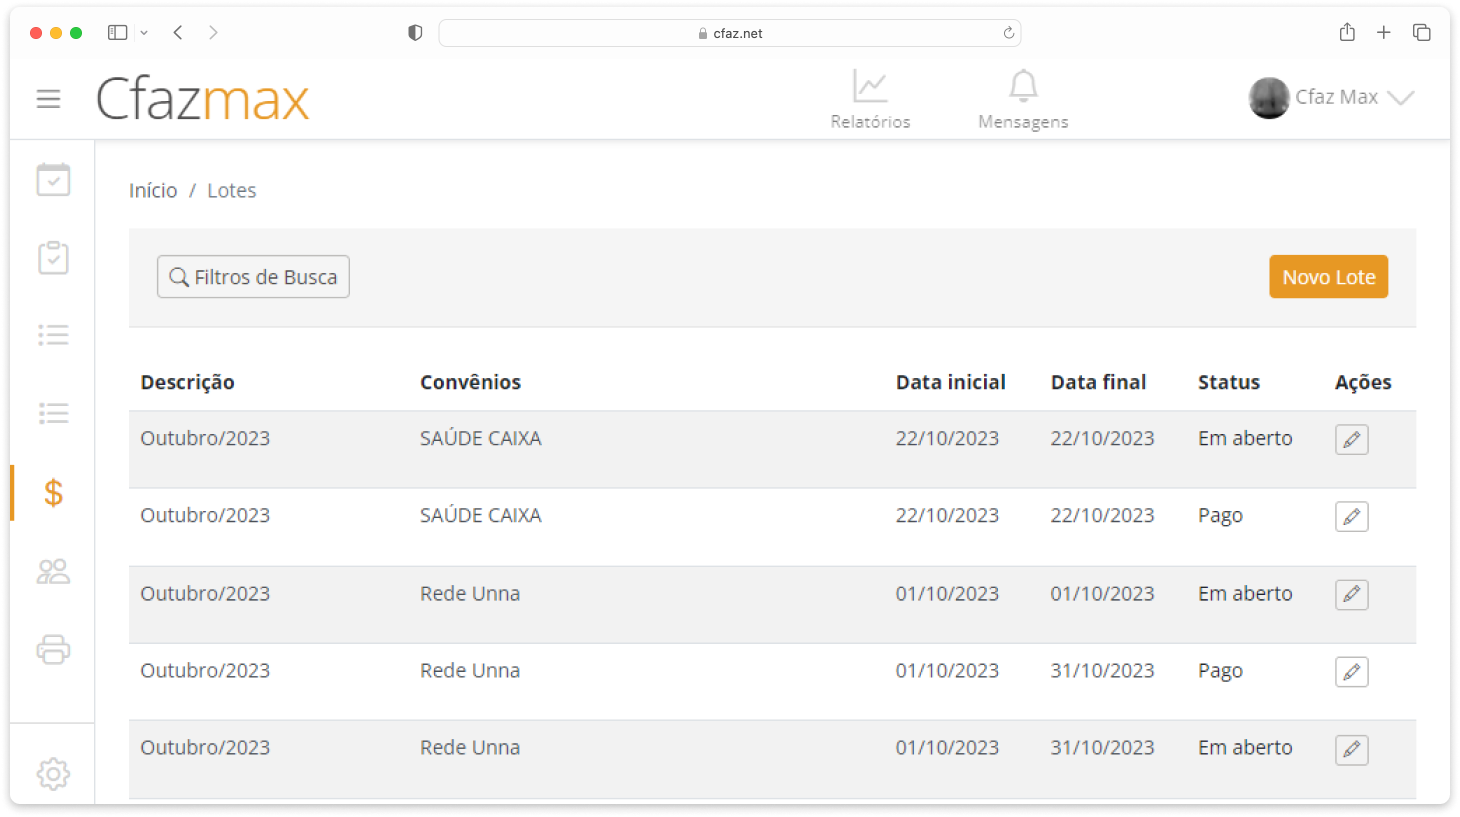 cfaz.net
Cfazmax
Relatórios
Mensagens
Cfaz Max
Início / Lotes
Filtros de Busca
Novo Lote
Descrição Convênios Data inicial Data final Status Ações
Outubro/2023 SAÚDE CAIXA 22/10/2023 22/10/2023 Em aberto
Outubro/2023 SAÚDE CAIXA 22/10/2023 22/10/2023 Pago
Outubro/2023 Rede Unna 01/10/2023 01/10/2023 Em aberto
Outubro/2023 Rede Unna 01/10/2023 31/10/2023 Pago
Outubro/2023 Rede Unna 01/10/2023 31/10/2023 Em aberto